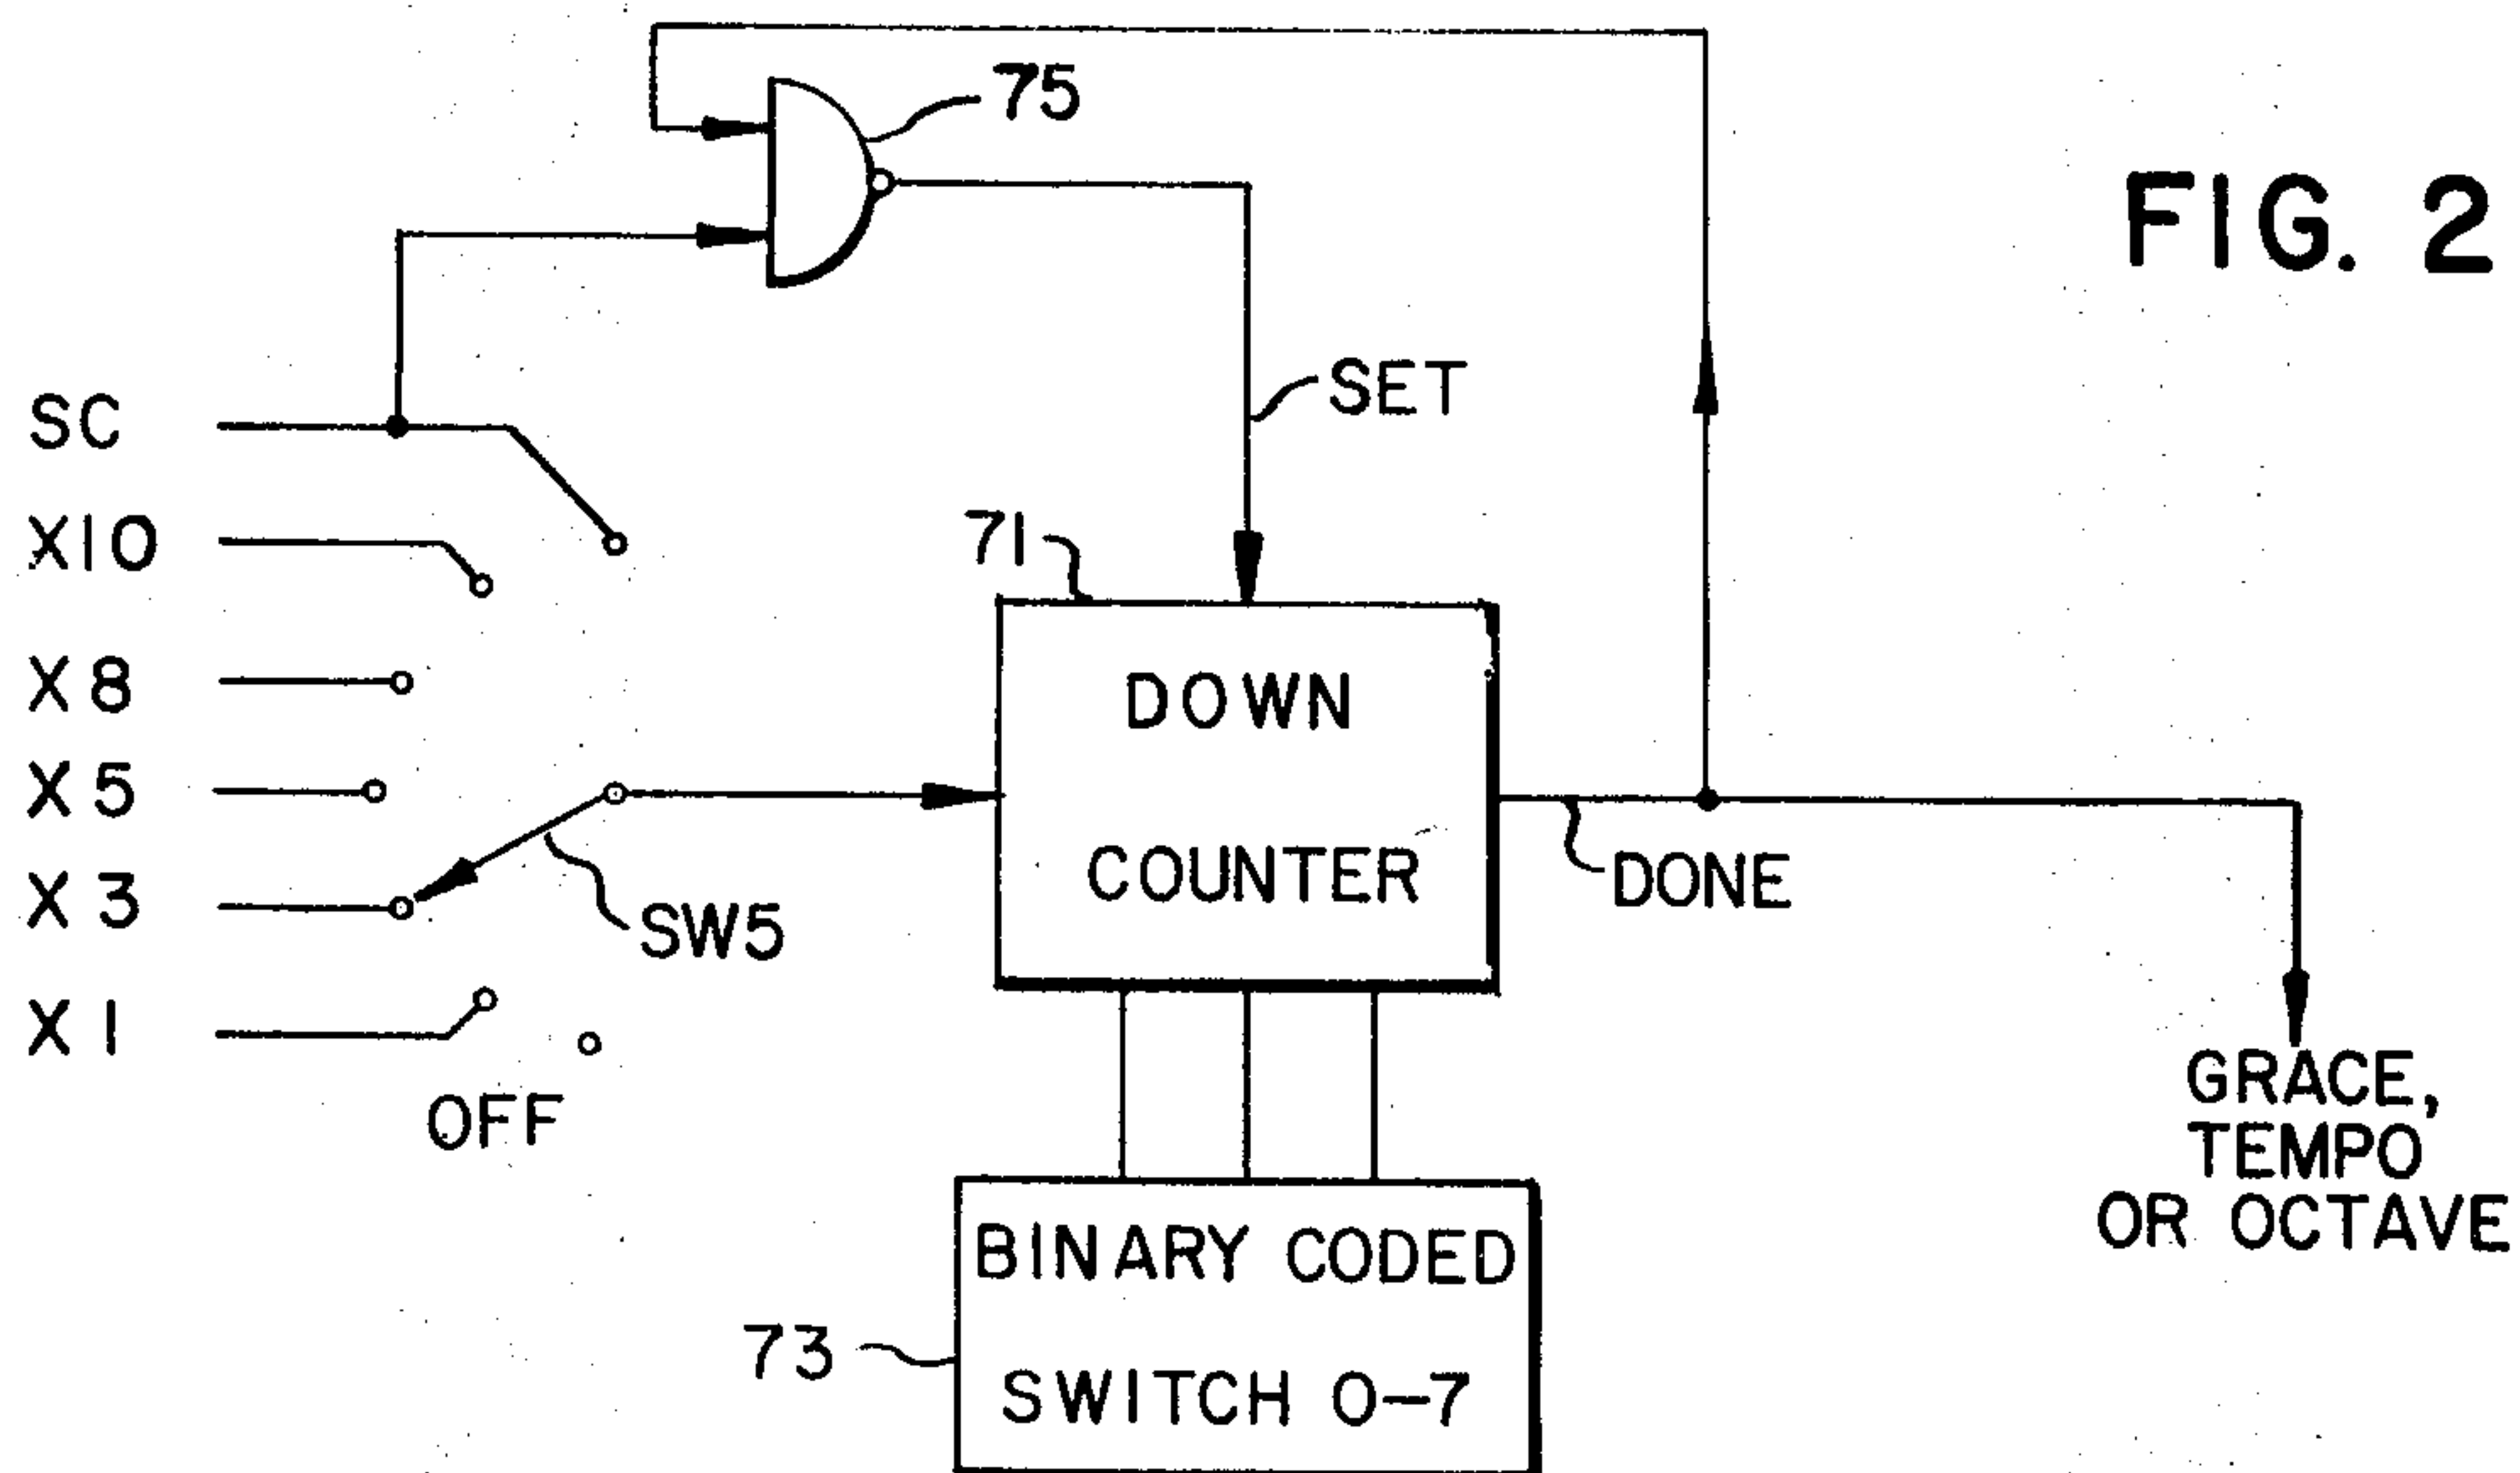 75
FIG. 2
SET
SC
71
X10
DOWN
X8
X5
COUNTER
DONE
X3
SW5
X1
GRACE,
TEMPO
OR OCTAVE
OFF
BINARY CODED
73
SWITCH 0-7